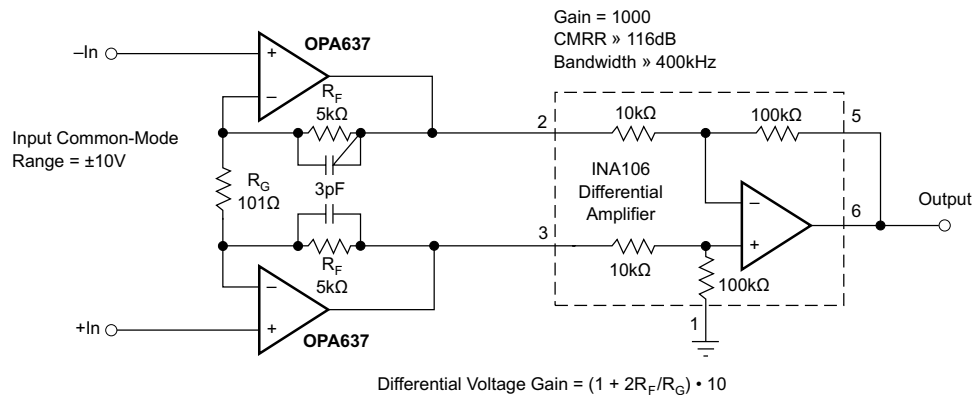 Gain = 1000
CMRR » 116dB
Bandwidth » 400kHz
–In
OPA637
+
–
R_F
5kΩ
3pF
Input Common-Mode
Range = ±10V
R_G
101Ω
R_F
5kΩ
–
+
+In
OPA637
2
10kΩ
100kΩ
5
INA106
Differential
Amplifier
–
+
6
Output
3
10kΩ
100kΩ
1
Differential Voltage Gain = (1 + 2R_F/R_G) • 10